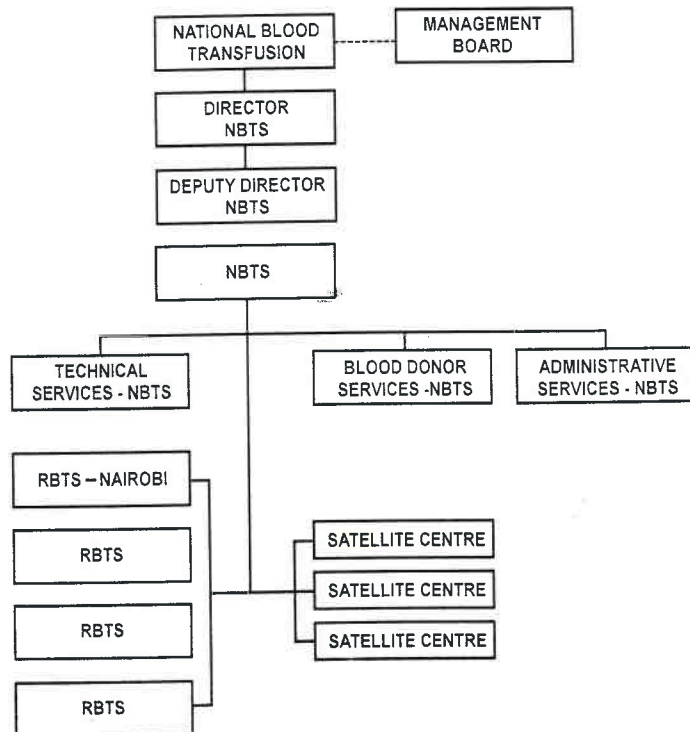 NATIONAL BLOOD
TRANSFUSION
MANAGEMENT
BOARD
DIRECTOR
NBTS
DEPUTY DIRECTOR
NBTS
NBTS
TECHNICAL
SERVICES - NBTS
BLOOD DONOR
SERVICES -NBTS
ADMINISTRATIVE
SERVICES - NBTS
RBTS – NAIROBI
RBTS
RBTS
RBTS
SATELLITE CENTRE
SATELLITE CENTRE
SATELLITE CENTRE